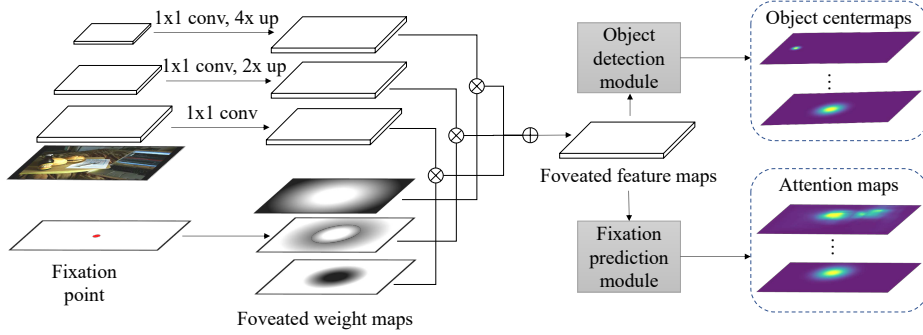 1x1 conv, 4x up
1x1 conv, 2x up
1x1 conv
Fixation
point
Foveated weight maps
Object
detection
module
Foveated feature maps
Fixation
prediction
module
Object centermaps
Attention maps